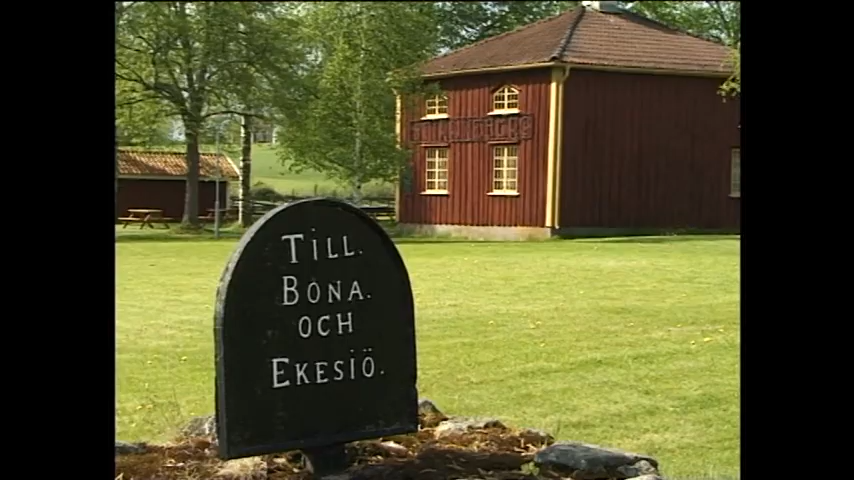 TILL.
BONA.
OCH
EKESIÖ.